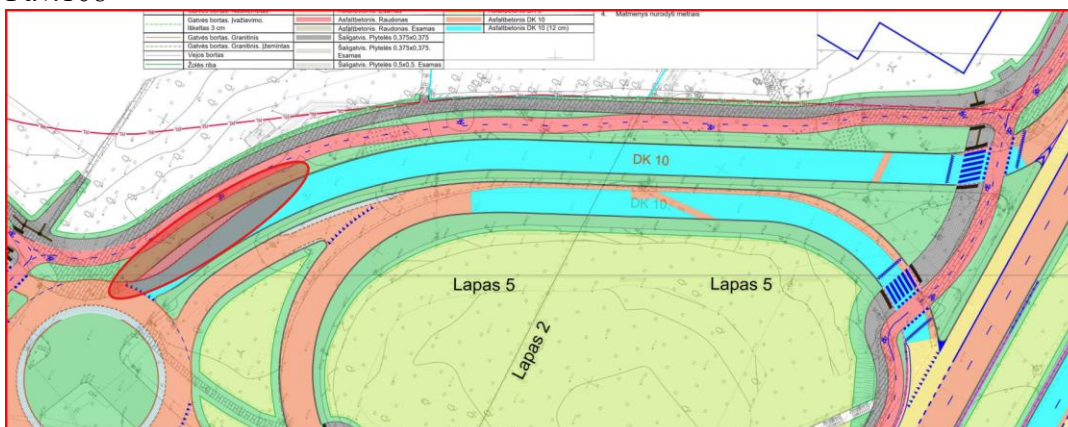 Gatvės bortas. Įvažiavimo.
Iškeltas 3 cm
Gatvės bortas. Granitinis
Gatvės bortas. Granitinis. Įžemintas
Vejos bortas
Žolės riba
Asfaltbetonis. Raudonas
Asfaltbetonis. Raudonas. Esamas
Šaligatvis. Plytelės 0,375x0,375
Šaligatvis. Plytelės 0,375x0,375.
Esamas
Šaligatvis. Plytelės 0,5x0,5. Esamas
Asfaltbetonis DK 10
Asfaltbetonis DK 10 (12 cm)
4. Matmenys nurodyti metrais
DK 10
DK 10
Lapas 5
Lapas 5
Lapas 2